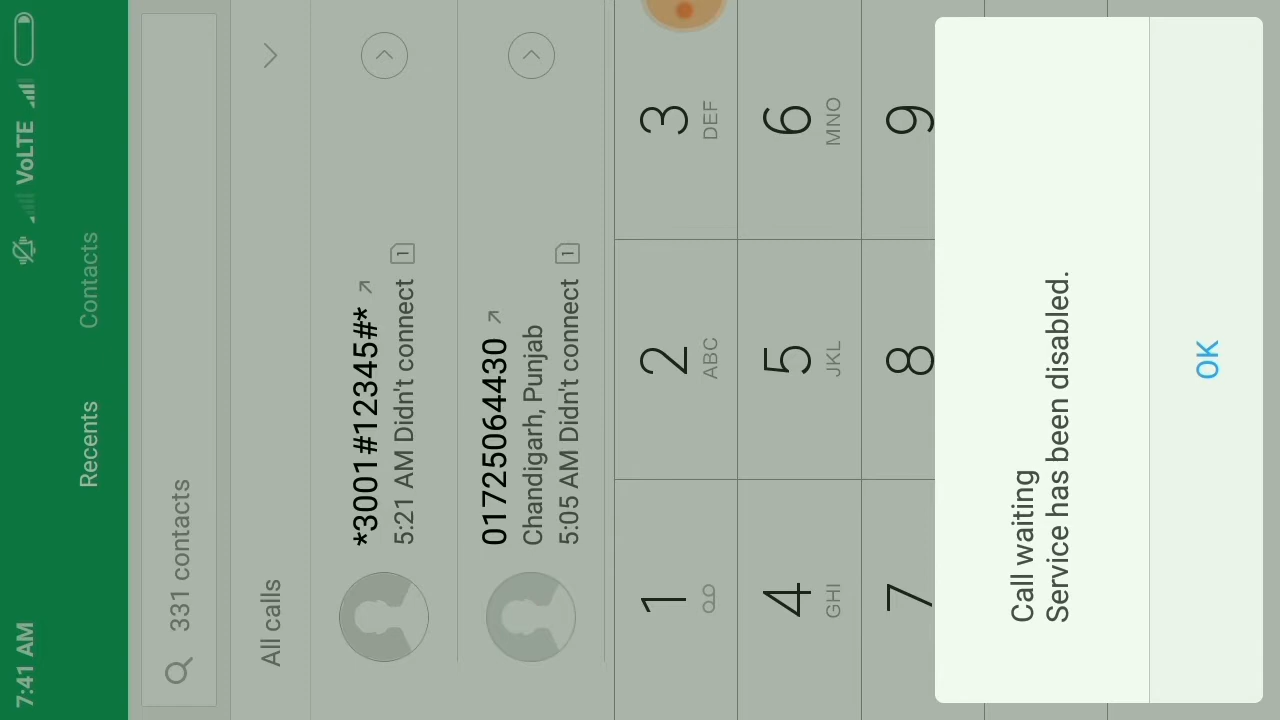 7:41 AM VoLTE
Recents Contacts
331 contacts
All calls
*3001#12345#*
5:21 AM Didn't connect 1
01725064430
Chandigarh, Punjab
5:05 AM Didn't connect 1
1 2 ABC 3 DEF
4 GHI 5 JKL 6 MNO
7 8 9
Call waiting
Service has been disabled.
OK